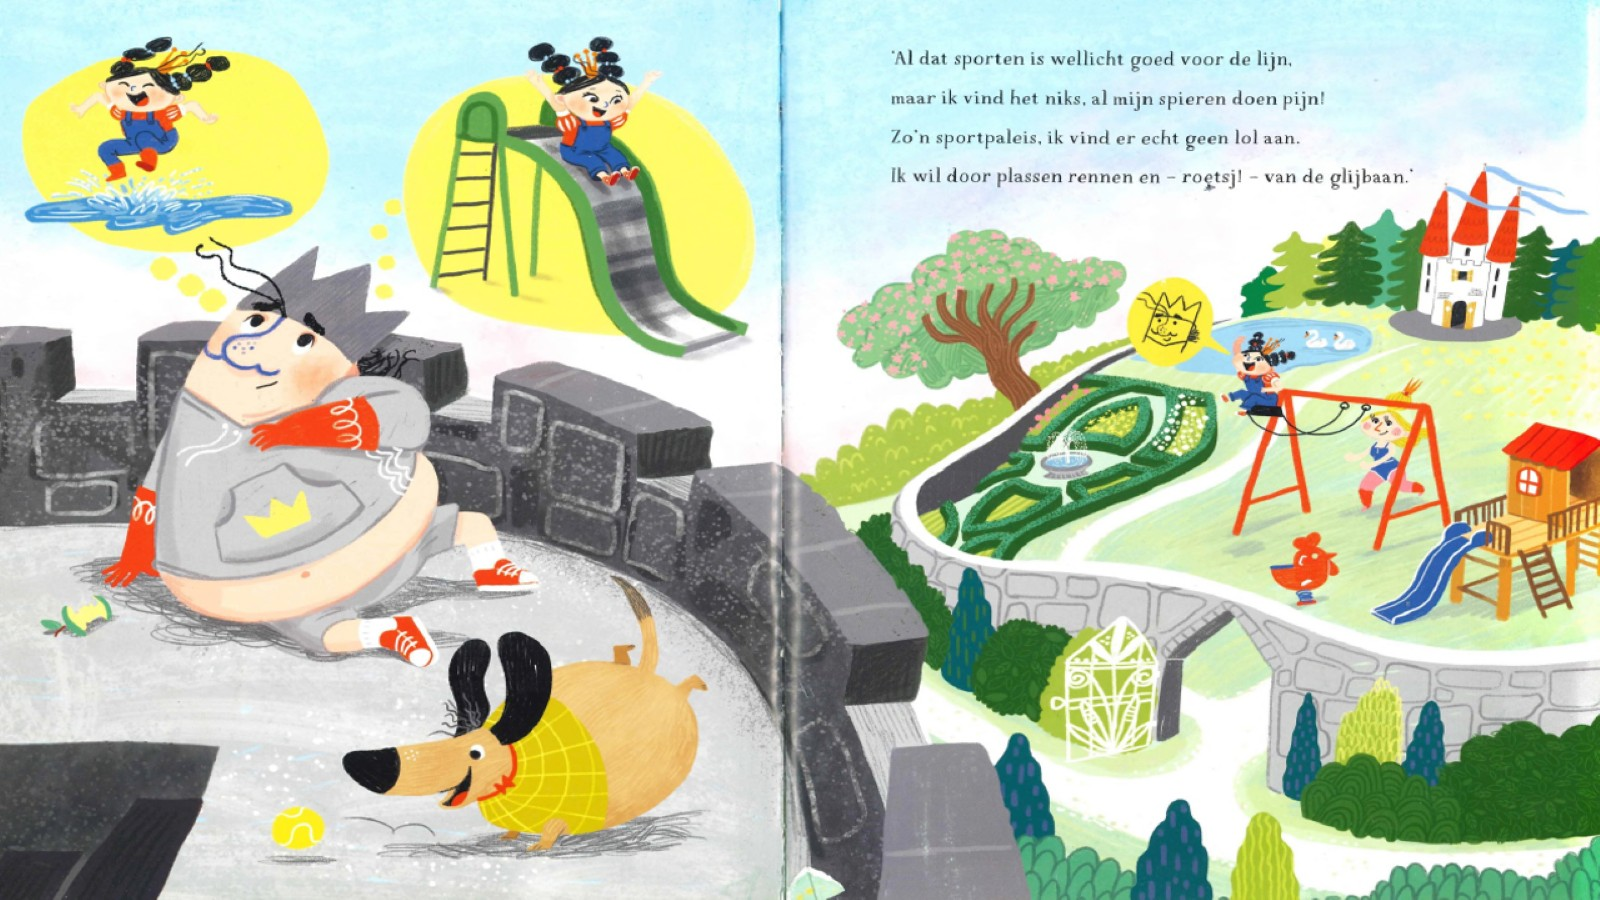 ‘Al dat sporten is wellicht goed voor de lijn,
maar ik vind het niks, al mijn spieren doen pijn!
Zo’n sportpaleis, ik vind er echt geen lol aan.
Ik wil door plassen rennen en – roetsj! – van de glijbaan.’